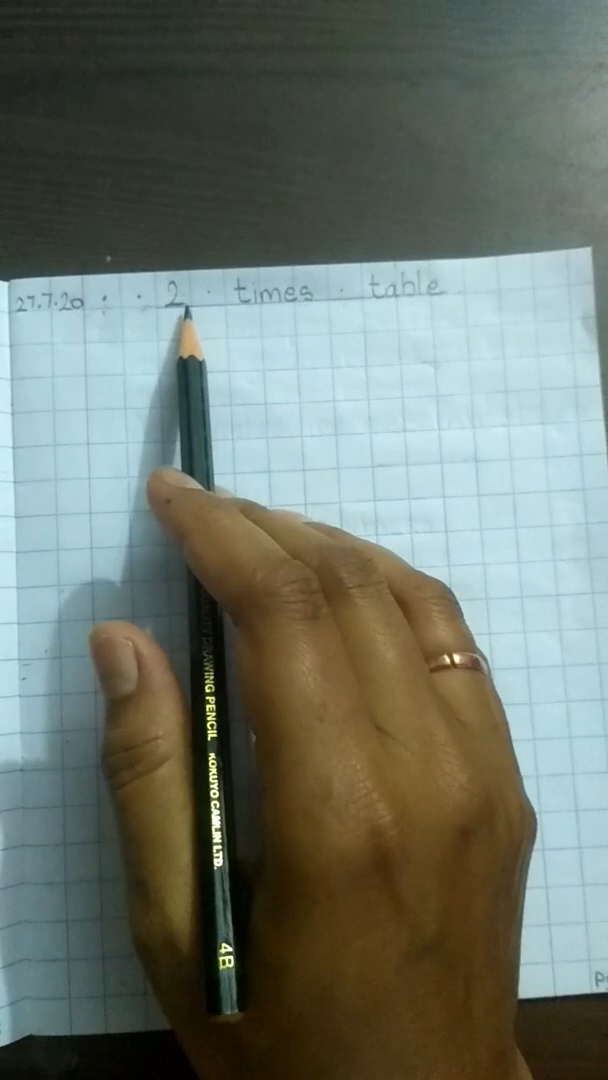 27.7.20 : . 2 . times . table
DRAWING PENCIL KOKUYO CAMLIN LTD.
4B